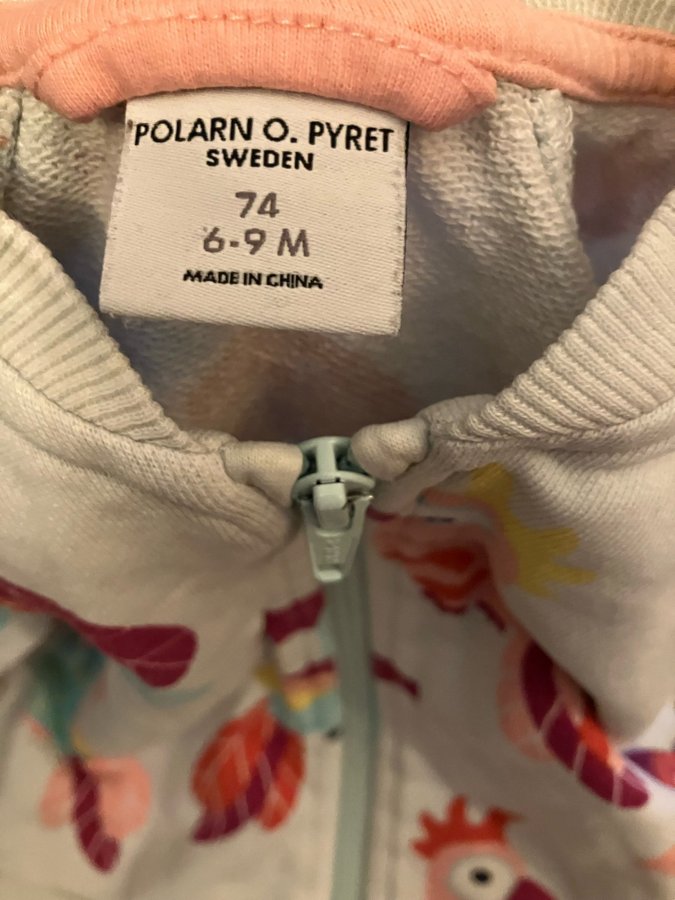 POLARN O. PYRET
SWEDEN
74
6-9 M
MADE IN CHINA